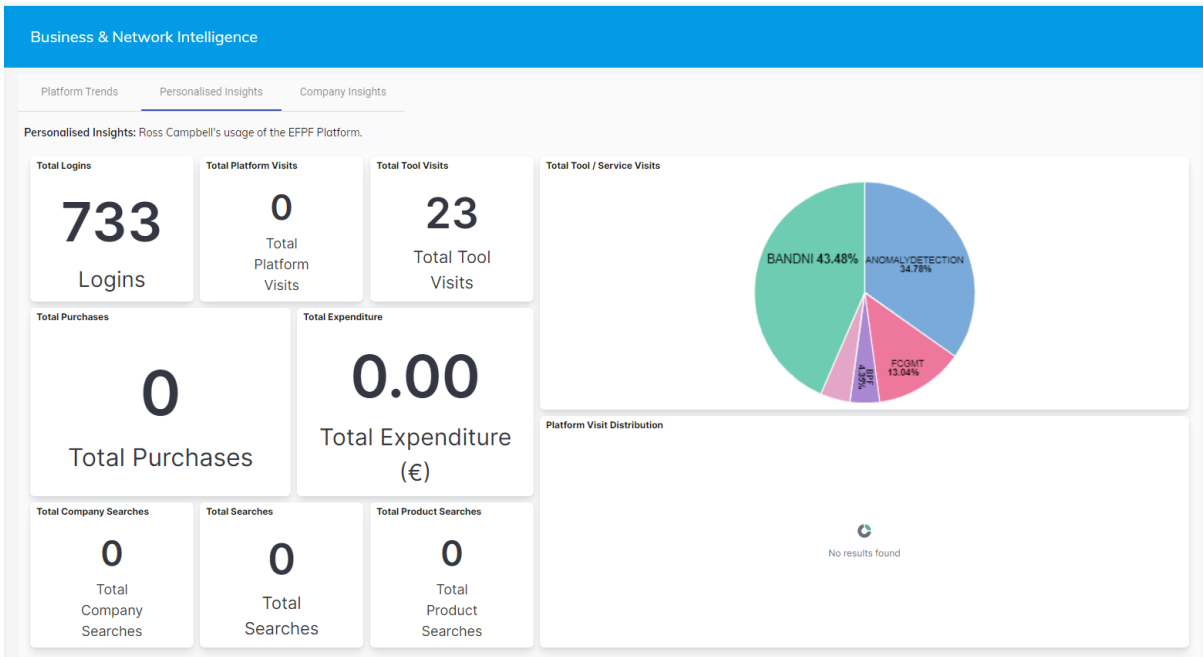 Business & Network Intelligence
Platform Trends
Personalised Insights
Company Insights
Personalised Insights: Ross Campbell's usage of the EFPF Platform.
Total Logins
733
Logins
Total Platform Visits
0
Total
Platform
Visits
Total Tool Visits
23
Total Tool
Visits
Total Tool / Service Visits
BANDNI 43.48%
ANOMALYDETECTION
34.78%
FCGMT
13.04%
BPF
4.35%
Total Purchases
0
Total Purchases
Total Expenditure
0.00
Total Expenditure
(€)
Platform Visit Distribution
No results found
Total Company Searches
0
Total
Company
Searches
Total Searches
0
Total
Searches
Total Product Searches
0
Total
Product
Searches